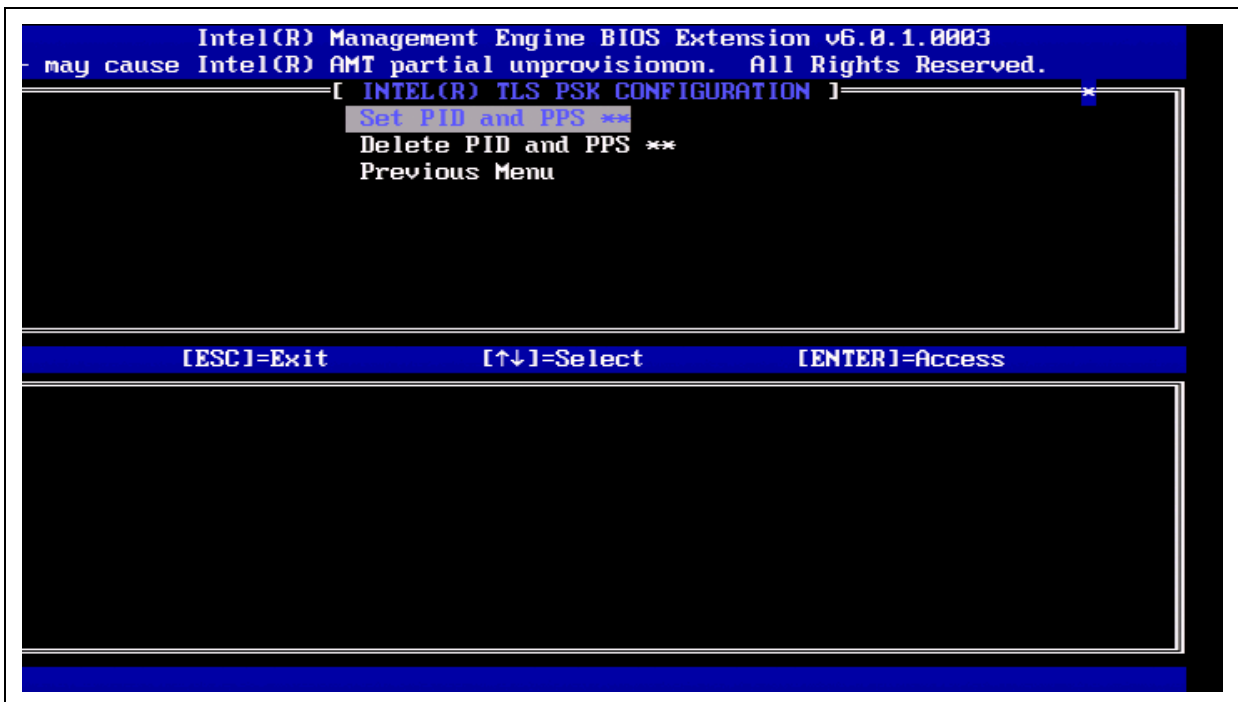 Intel(R) Management Engine BIOS Extension v6.0.1.0003
- may cause Intel(R) AMT partial unprovisionon. All Rights Reserved.
[ INTEL(R) TLS PSK CONFIGURATION ] *
Set PID and PPS **
Delete PID and PPS **
Previous Menu
[ESC]=Exit [↑↓]=Select [ENTER]=Access